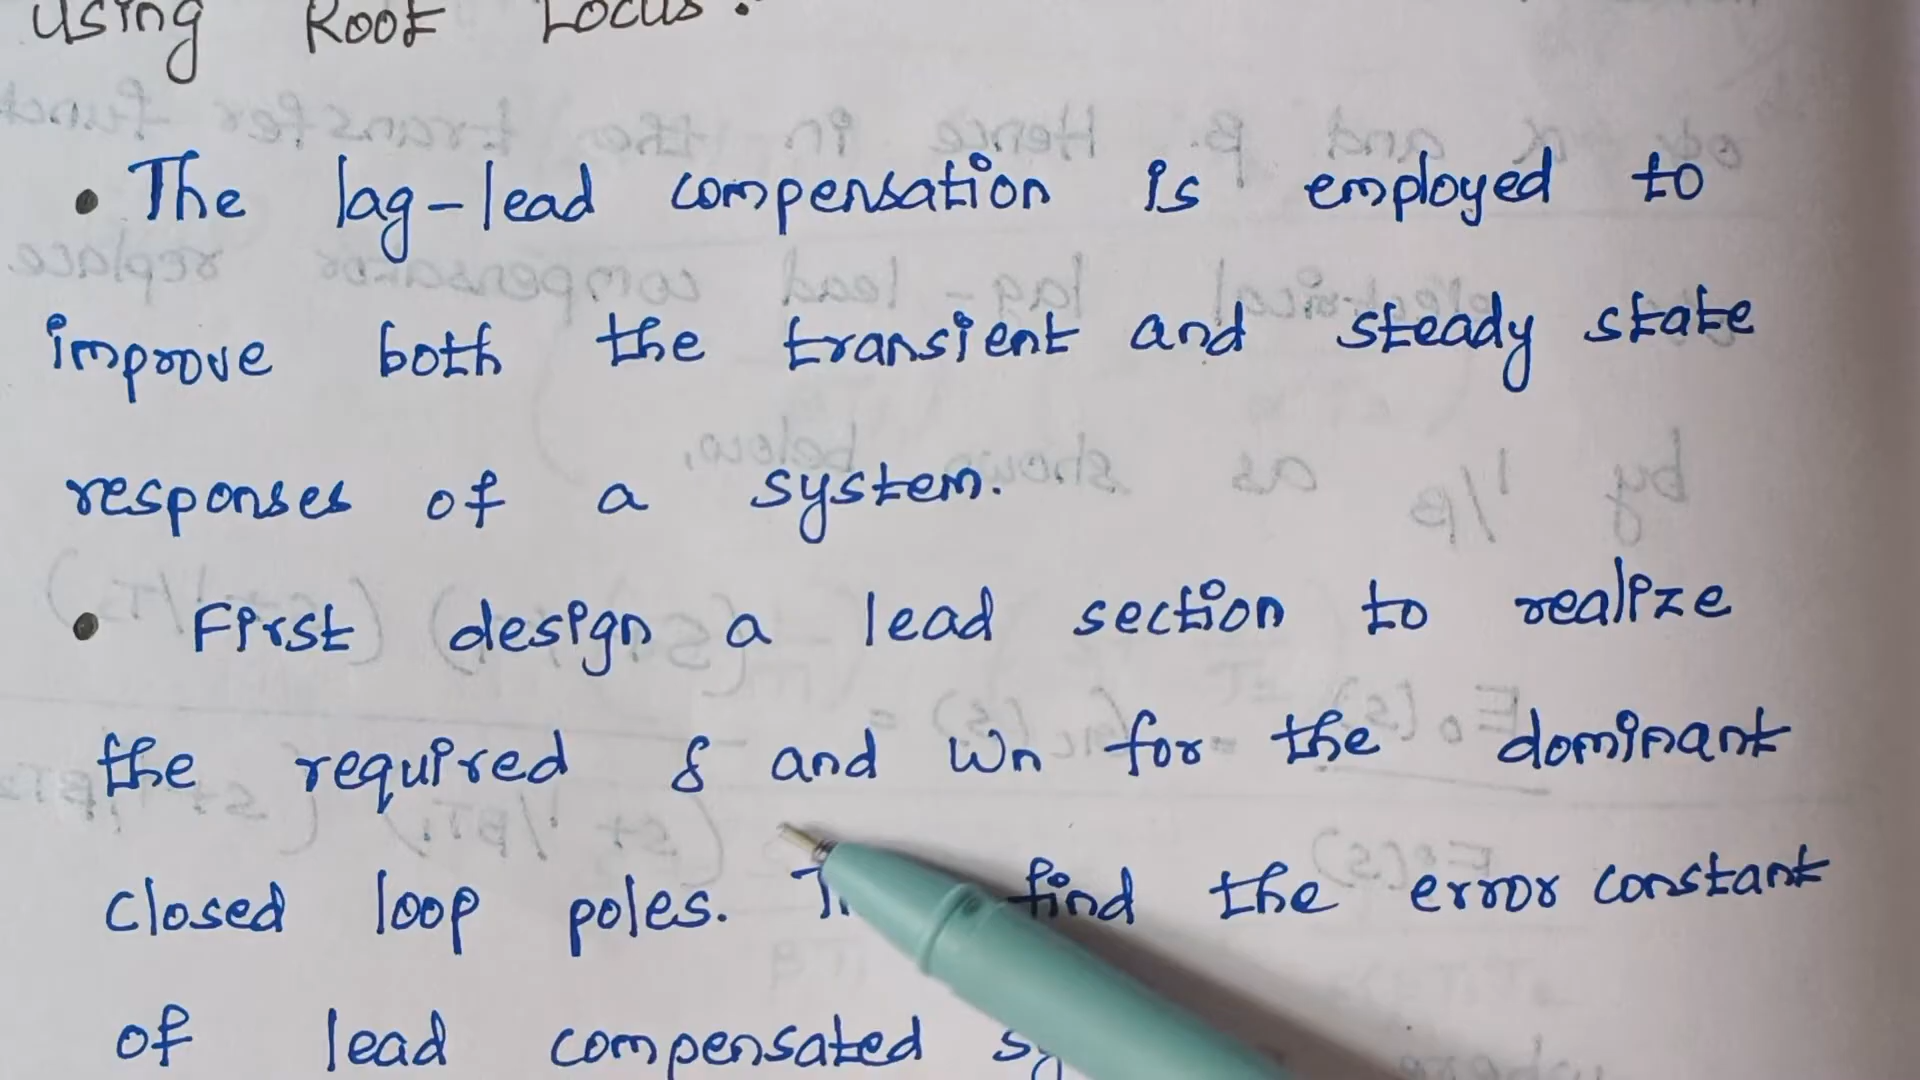 using Root Locus.
• The lag-lead compensation is employed to
improve both the transient and steady state
responses of a system.
• First design a lead section to realize
the required δ and Wn for the dominant
closed loop poles. find the error constant
of lead compensated